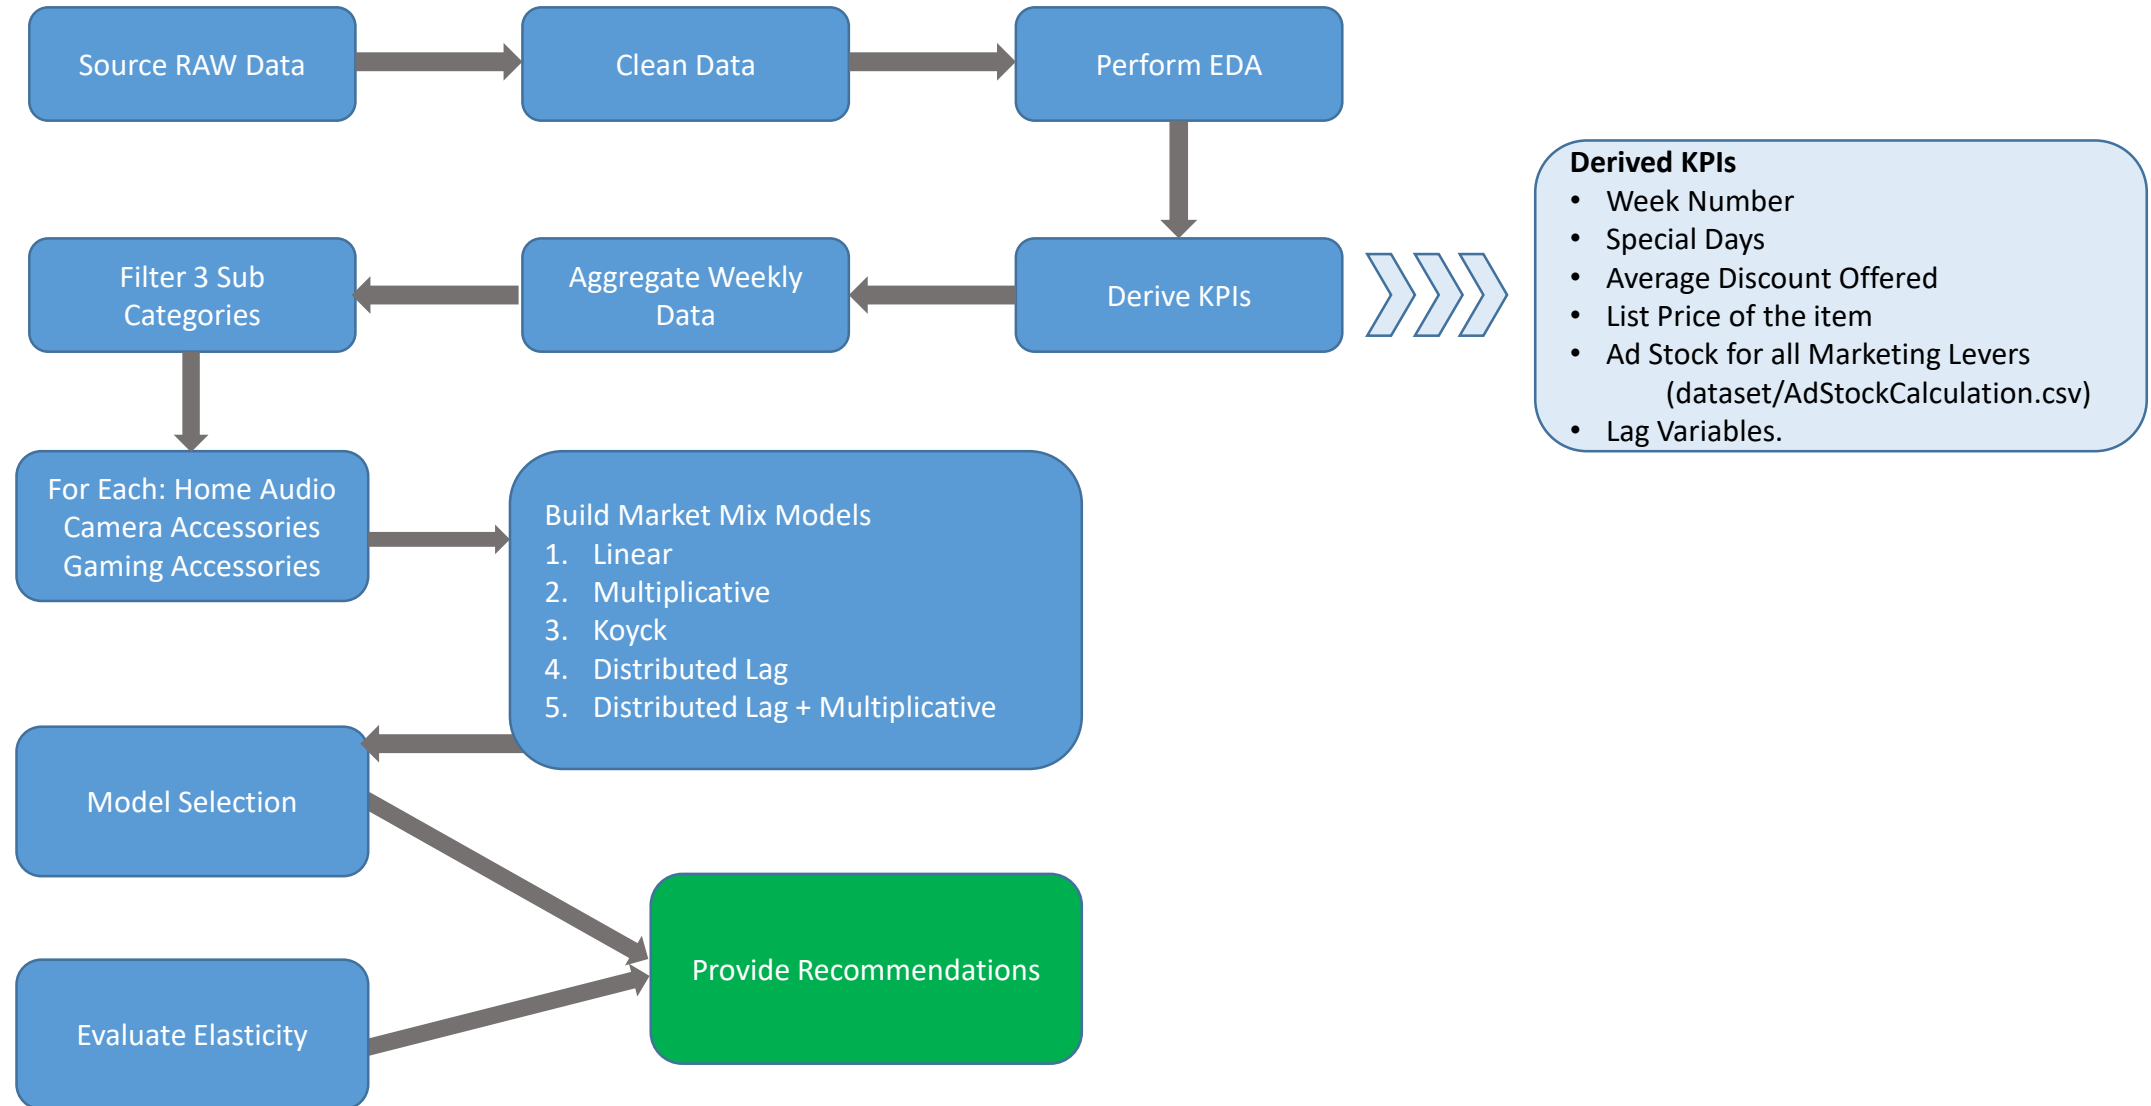 Source RAW Data
Clean Data
Perform EDA
Derived KPIs
• Week Number
• Special Days
• Average Discount Offered
• List Price of the item
• Ad Stock for all Marketing Levers
(dataset/AdStockCalculation.csv)
• Lag Variables.
Filter 3 Sub
Categories
Aggregate Weekly
Data
Derive KPIs
For Each: Home Audio
Camera Accessories
Gaming Accessories
Build Market Mix Models
1. Linear
2. Multiplicative
3. Koyck
4. Distributed Lag
5. Distributed Lag + Multiplicative
Model Selection
Provide Recommendations
Evaluate Elasticity